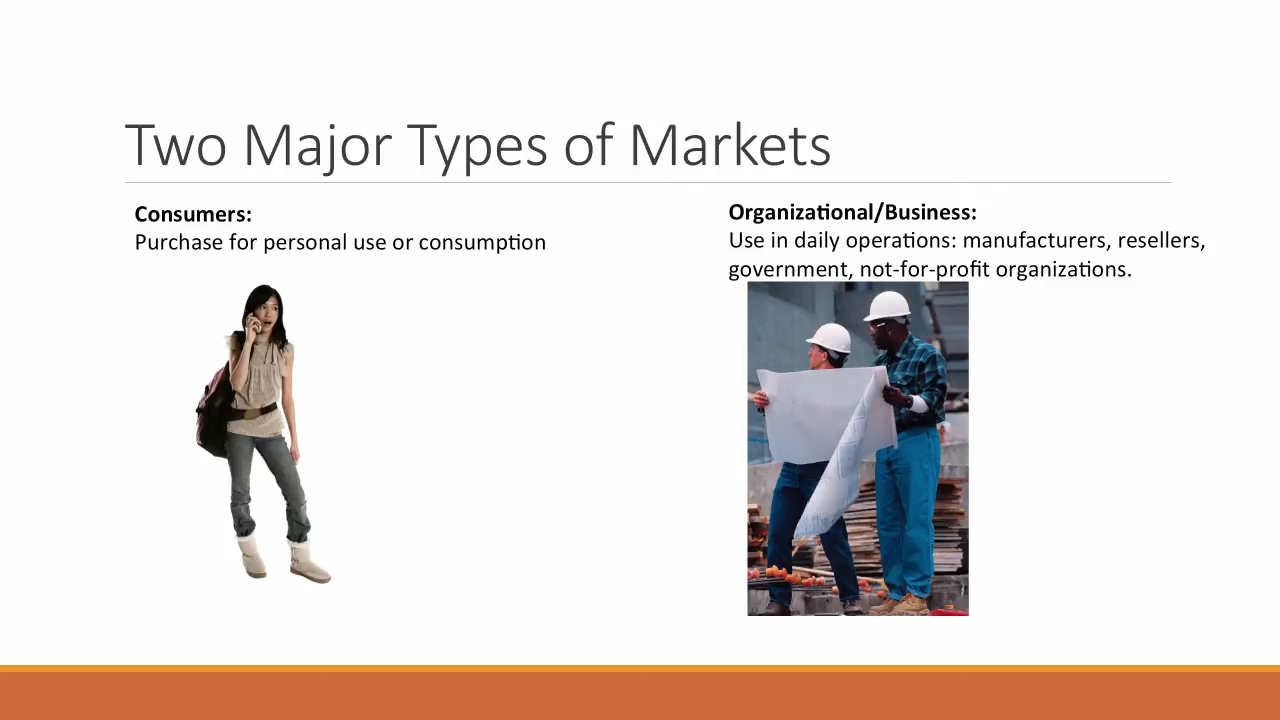 Two Major Types of Markets
Consumers:
Purchase for personal use or consumption
Organizational/Business:
Use in daily operations: manufacturers, resellers,
government, not-for-profit organizations.